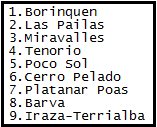 1.Borinquen
2.Las Pailas
3.Miravalles
4.Tenorio
5.Poco Sol
6.Cerro Pelado
7.Platanar Poas
8.Barva
9.Iraza-Terrialba